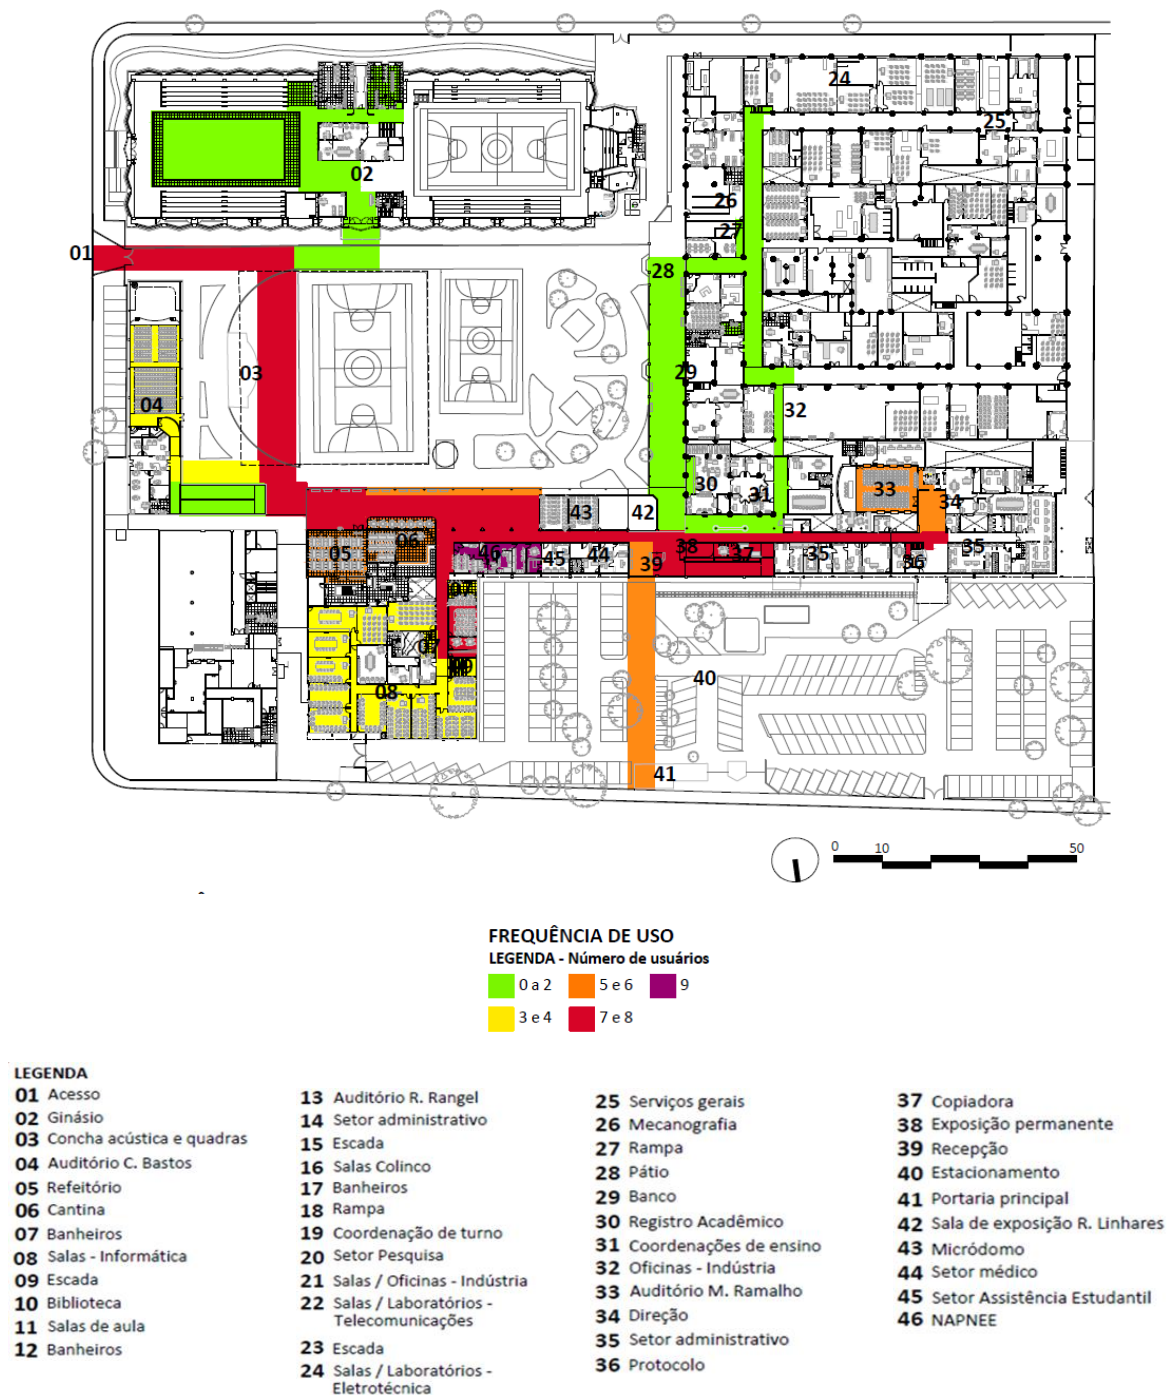 24
25
02
26
27
01
28
03
29
04
32
30
31
33
34
43
42
05
06
46
45
44
39
38
37
35
36
35
07
09
08
40
41
0 10 50
FREQUÊNCIA DE USO
LEGENDA - Número de usuários
0 a 2 5 e 6 9
3 e 4 7 e 8
LEGENDA
01 Acesso
02 Ginásio
03 Concha acústica e quadras
04 Auditório C. Bastos
05 Refeitório
06 Cantina
07 Banheiros
08 Salas - Informática
09 Escada
10 Biblioteca
11 Salas de aula
12 Banheiros
13 Auditório R. Rangel
14 Setor administrativo
15 Escada
16 Salas Colinco
17 Banheiros
18 Rampa
19 Coordenação de turno
20 Setor Pesquisa
21 Salas / Oficinas - Indústria
22 Salas / Laboratórios -
Telecomunicações
23 Escada
24 Salas / Laboratórios -
Eletrotécnica
25 Serviços gerais
26 Mecanografia
27 Rampa
28 Pátio
29 Banco
30 Registro Acadêmico
31 Coordenações de ensino
32 Oficinas - Indústria
33 Auditório M. Ramalho
34 Direção
35 Setor administrativo
36 Protocolo
37 Copiadora
38 Exposição permanente
39 Recepção
40 Estacionamento
41 Portaria principal
42 Sala de exposição R. Linhares
43 Micródomo
44 Setor médico
45 Setor Assistência Estudantil
46 NAPNEE